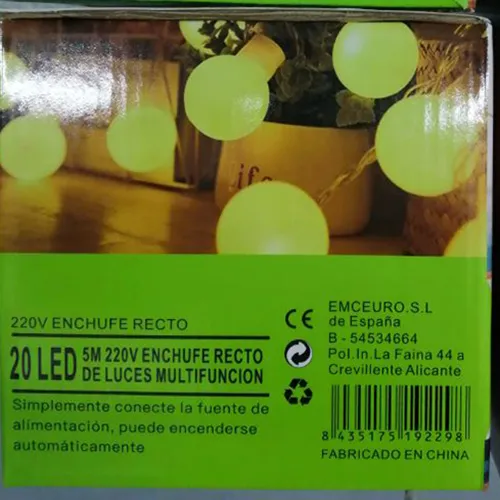 ife
220V ENCHUFE RECTO
20 LED 5M 220V ENCHUFE RECTO
DE LUCES MULTIFUNCION
Simplemente conecte la fuente de
alimentación, puede encenderse
automáticamente
CE
EMCEURO.S.L
de España
B - 54534664
Pol.In.La Faina 44 a
Crevillente Alicante
8 435175 192298
FABRICADO EN CHINA